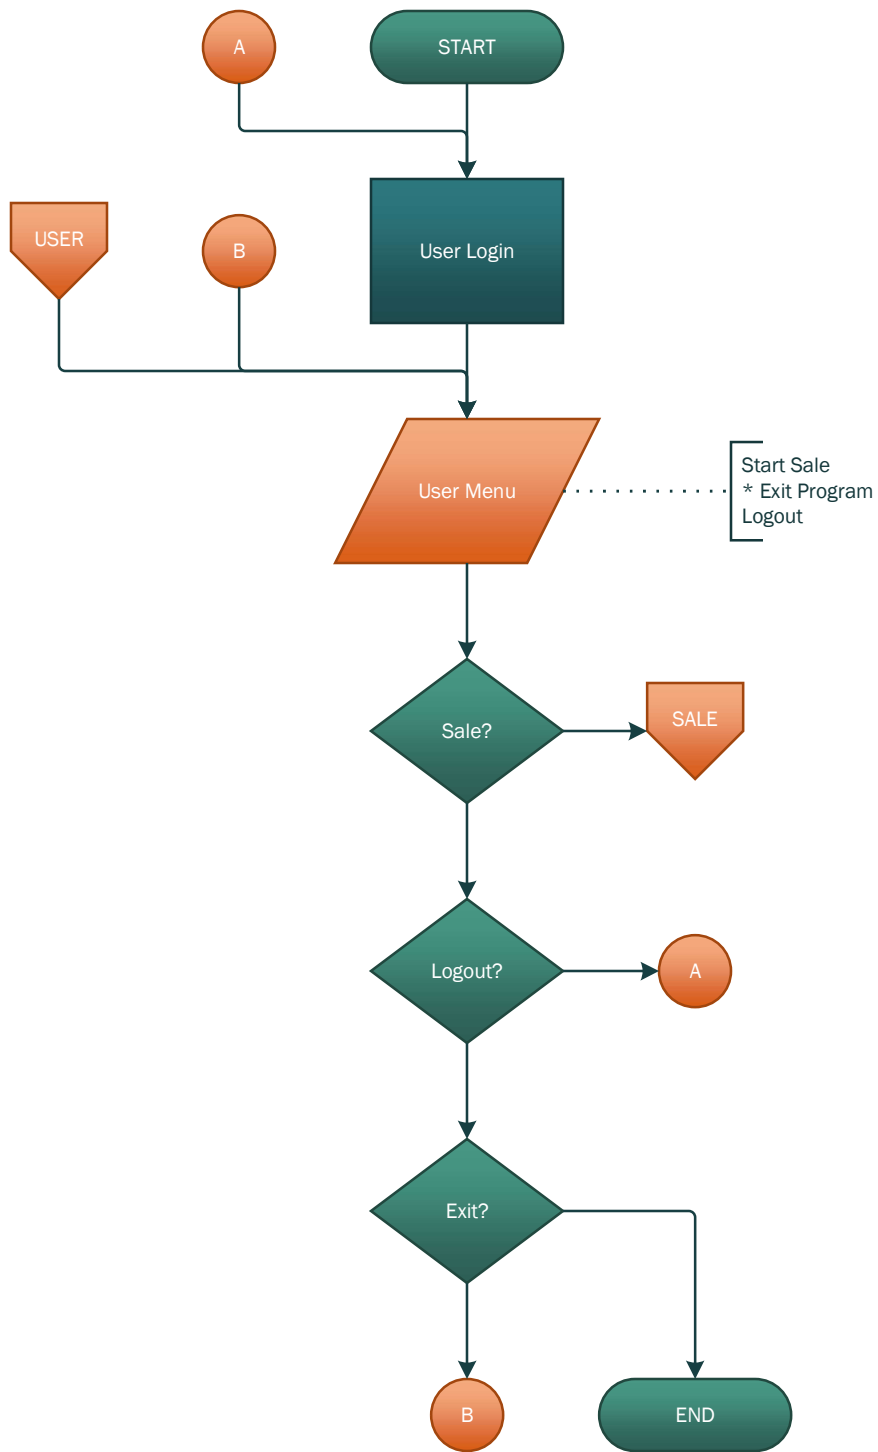 A
START
USER
B
User Login
User Menu
Start Sale
* Exit Program
Logout
Sale?
SALE
Logout?
A
Exit?
B
END